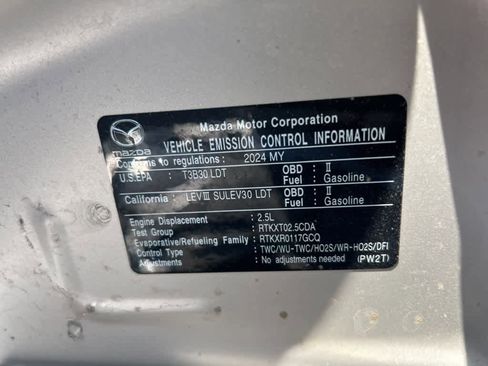 Mazda Motor Corporation
mazda
VEHICLE EMISSION CONTROL INFORMATION
Conforms to regulations: 2024 MY
U.S.EPA : T3B30 LDT OBD : II
Fuel : Gasoline
California : LEVIII SULEV30 LDT OBD : II
Fuel : Gasoline
Engine Displacement : 2.5L
Test Group : RTKXT02.5CDA
Evaporative/Refueling Family : RTKXR0117GCQ
Control Type : TWC/WU-TWC/HO2S/WR-HO2S/DFI
Adjustments : No adjustments needed (PW2T)